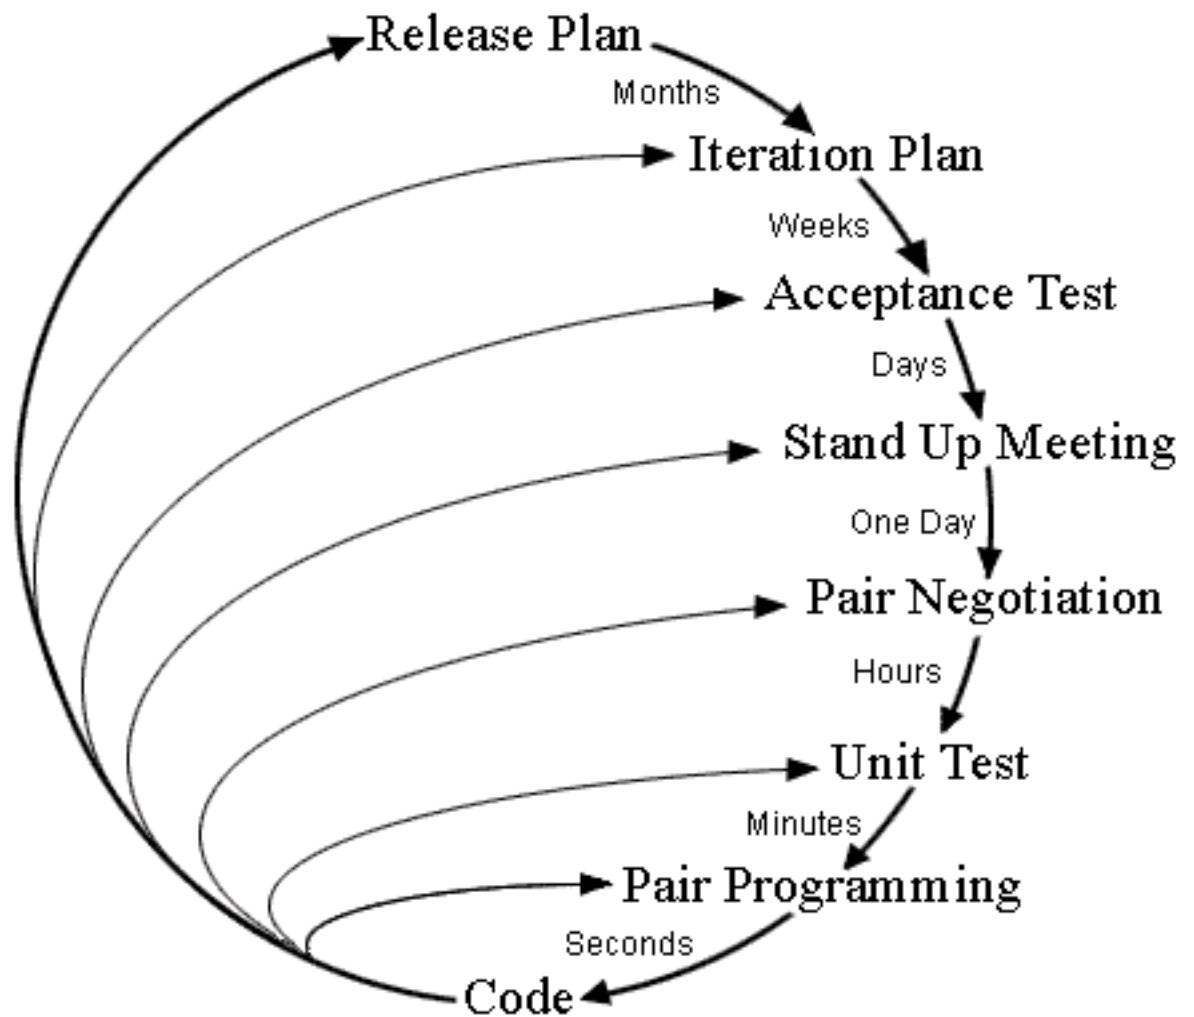 Release Plan
Months
Iteration Plan
Weeks
Acceptance Test
Days
Stand Up Meeting
One Day
Pair Negotiation
Hours
Unit Test
Minutes
Pair Programming
Seconds
Code